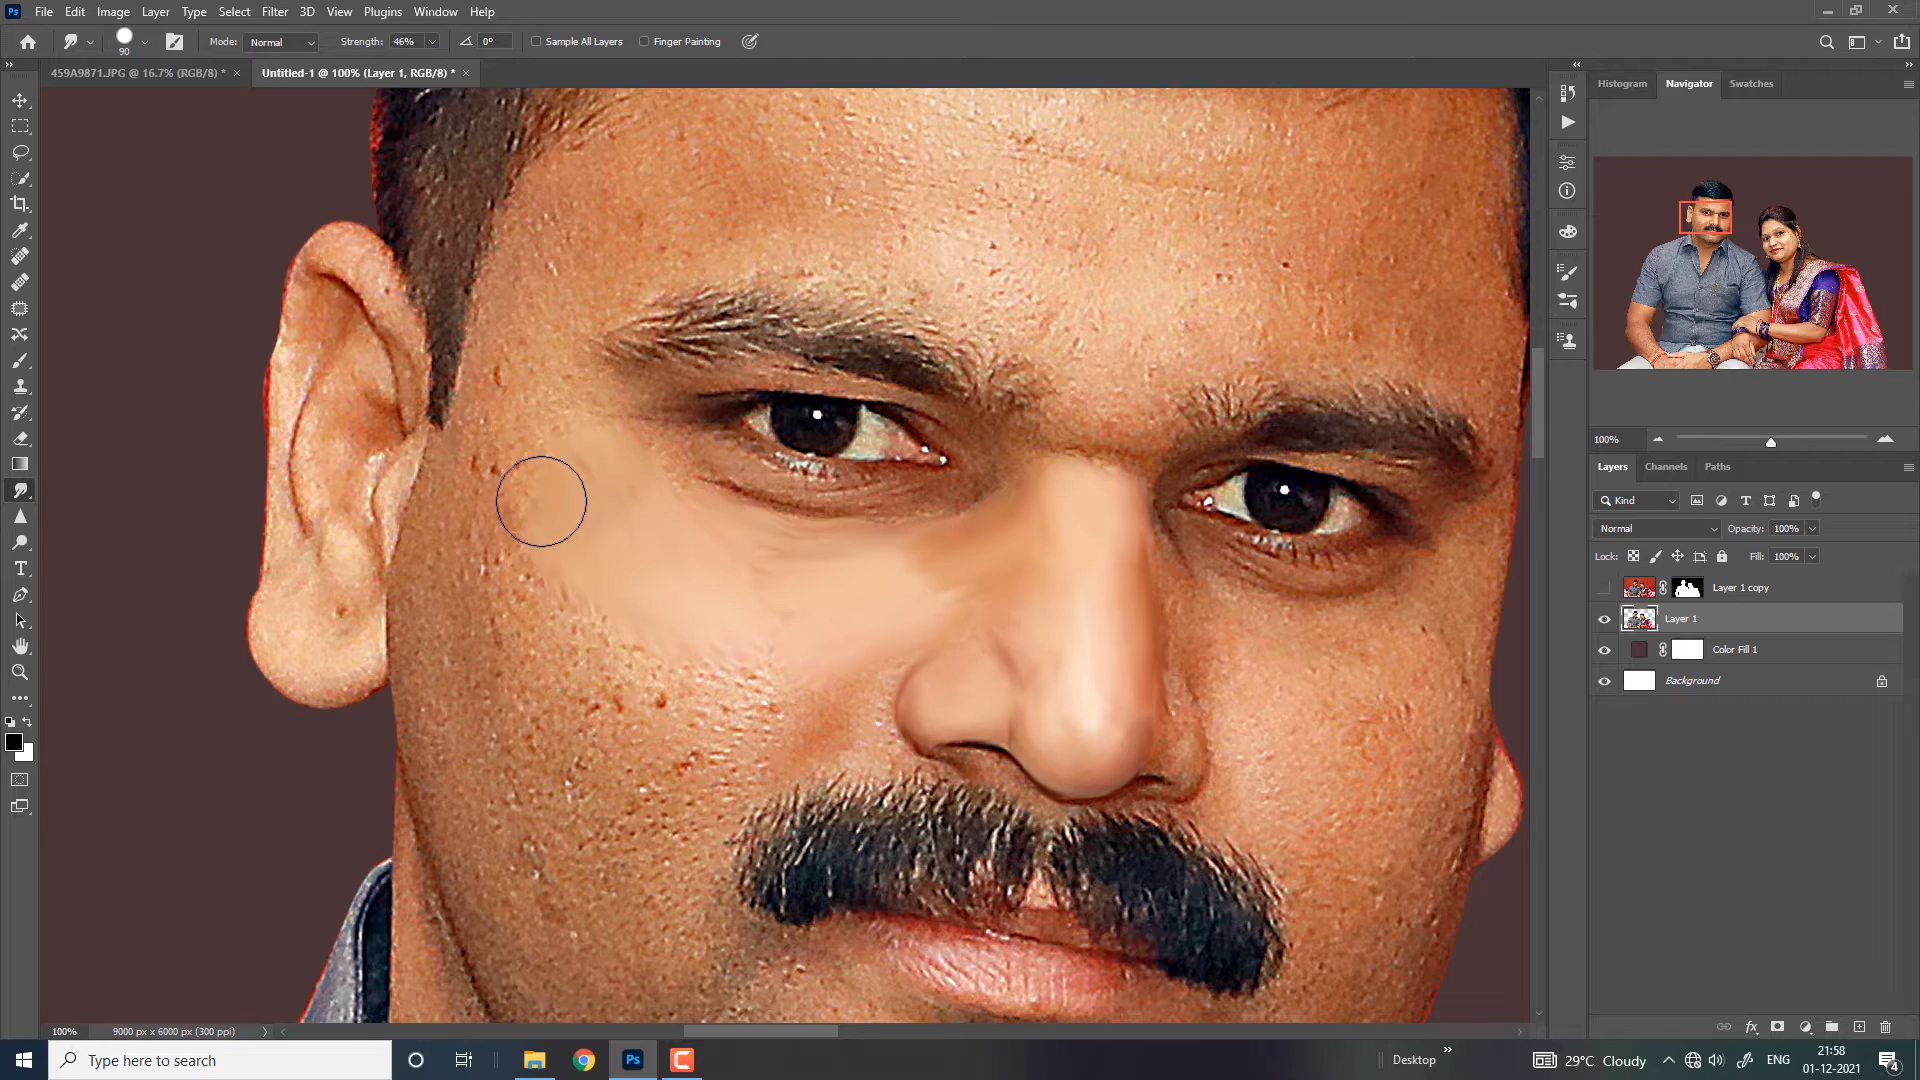 Ps File Edit Image Layer Type Select Filter 3D View Plugins Window Help
90 Mode: Normal Strength: 46% 0° Sample All Layers Finger Painting
459A9871.JPG @ 16.7% (RGB/8) * × Untitled-1 @ 100% (Layer 1, RGB/8) * ×
Histogram Navigator Swatches
100%
Layers Channels Paths
Kind
Normal Opacity: 100%
Lock: Fill: 100%
Layer 1 copy
Layer 1
Color Fill 1
Background
100% 9000 px x 6000 px (300 ppi)
Type here to search
Ps
Desktop
29°C Cloudy
ENG
21:58
01-12-2021
4